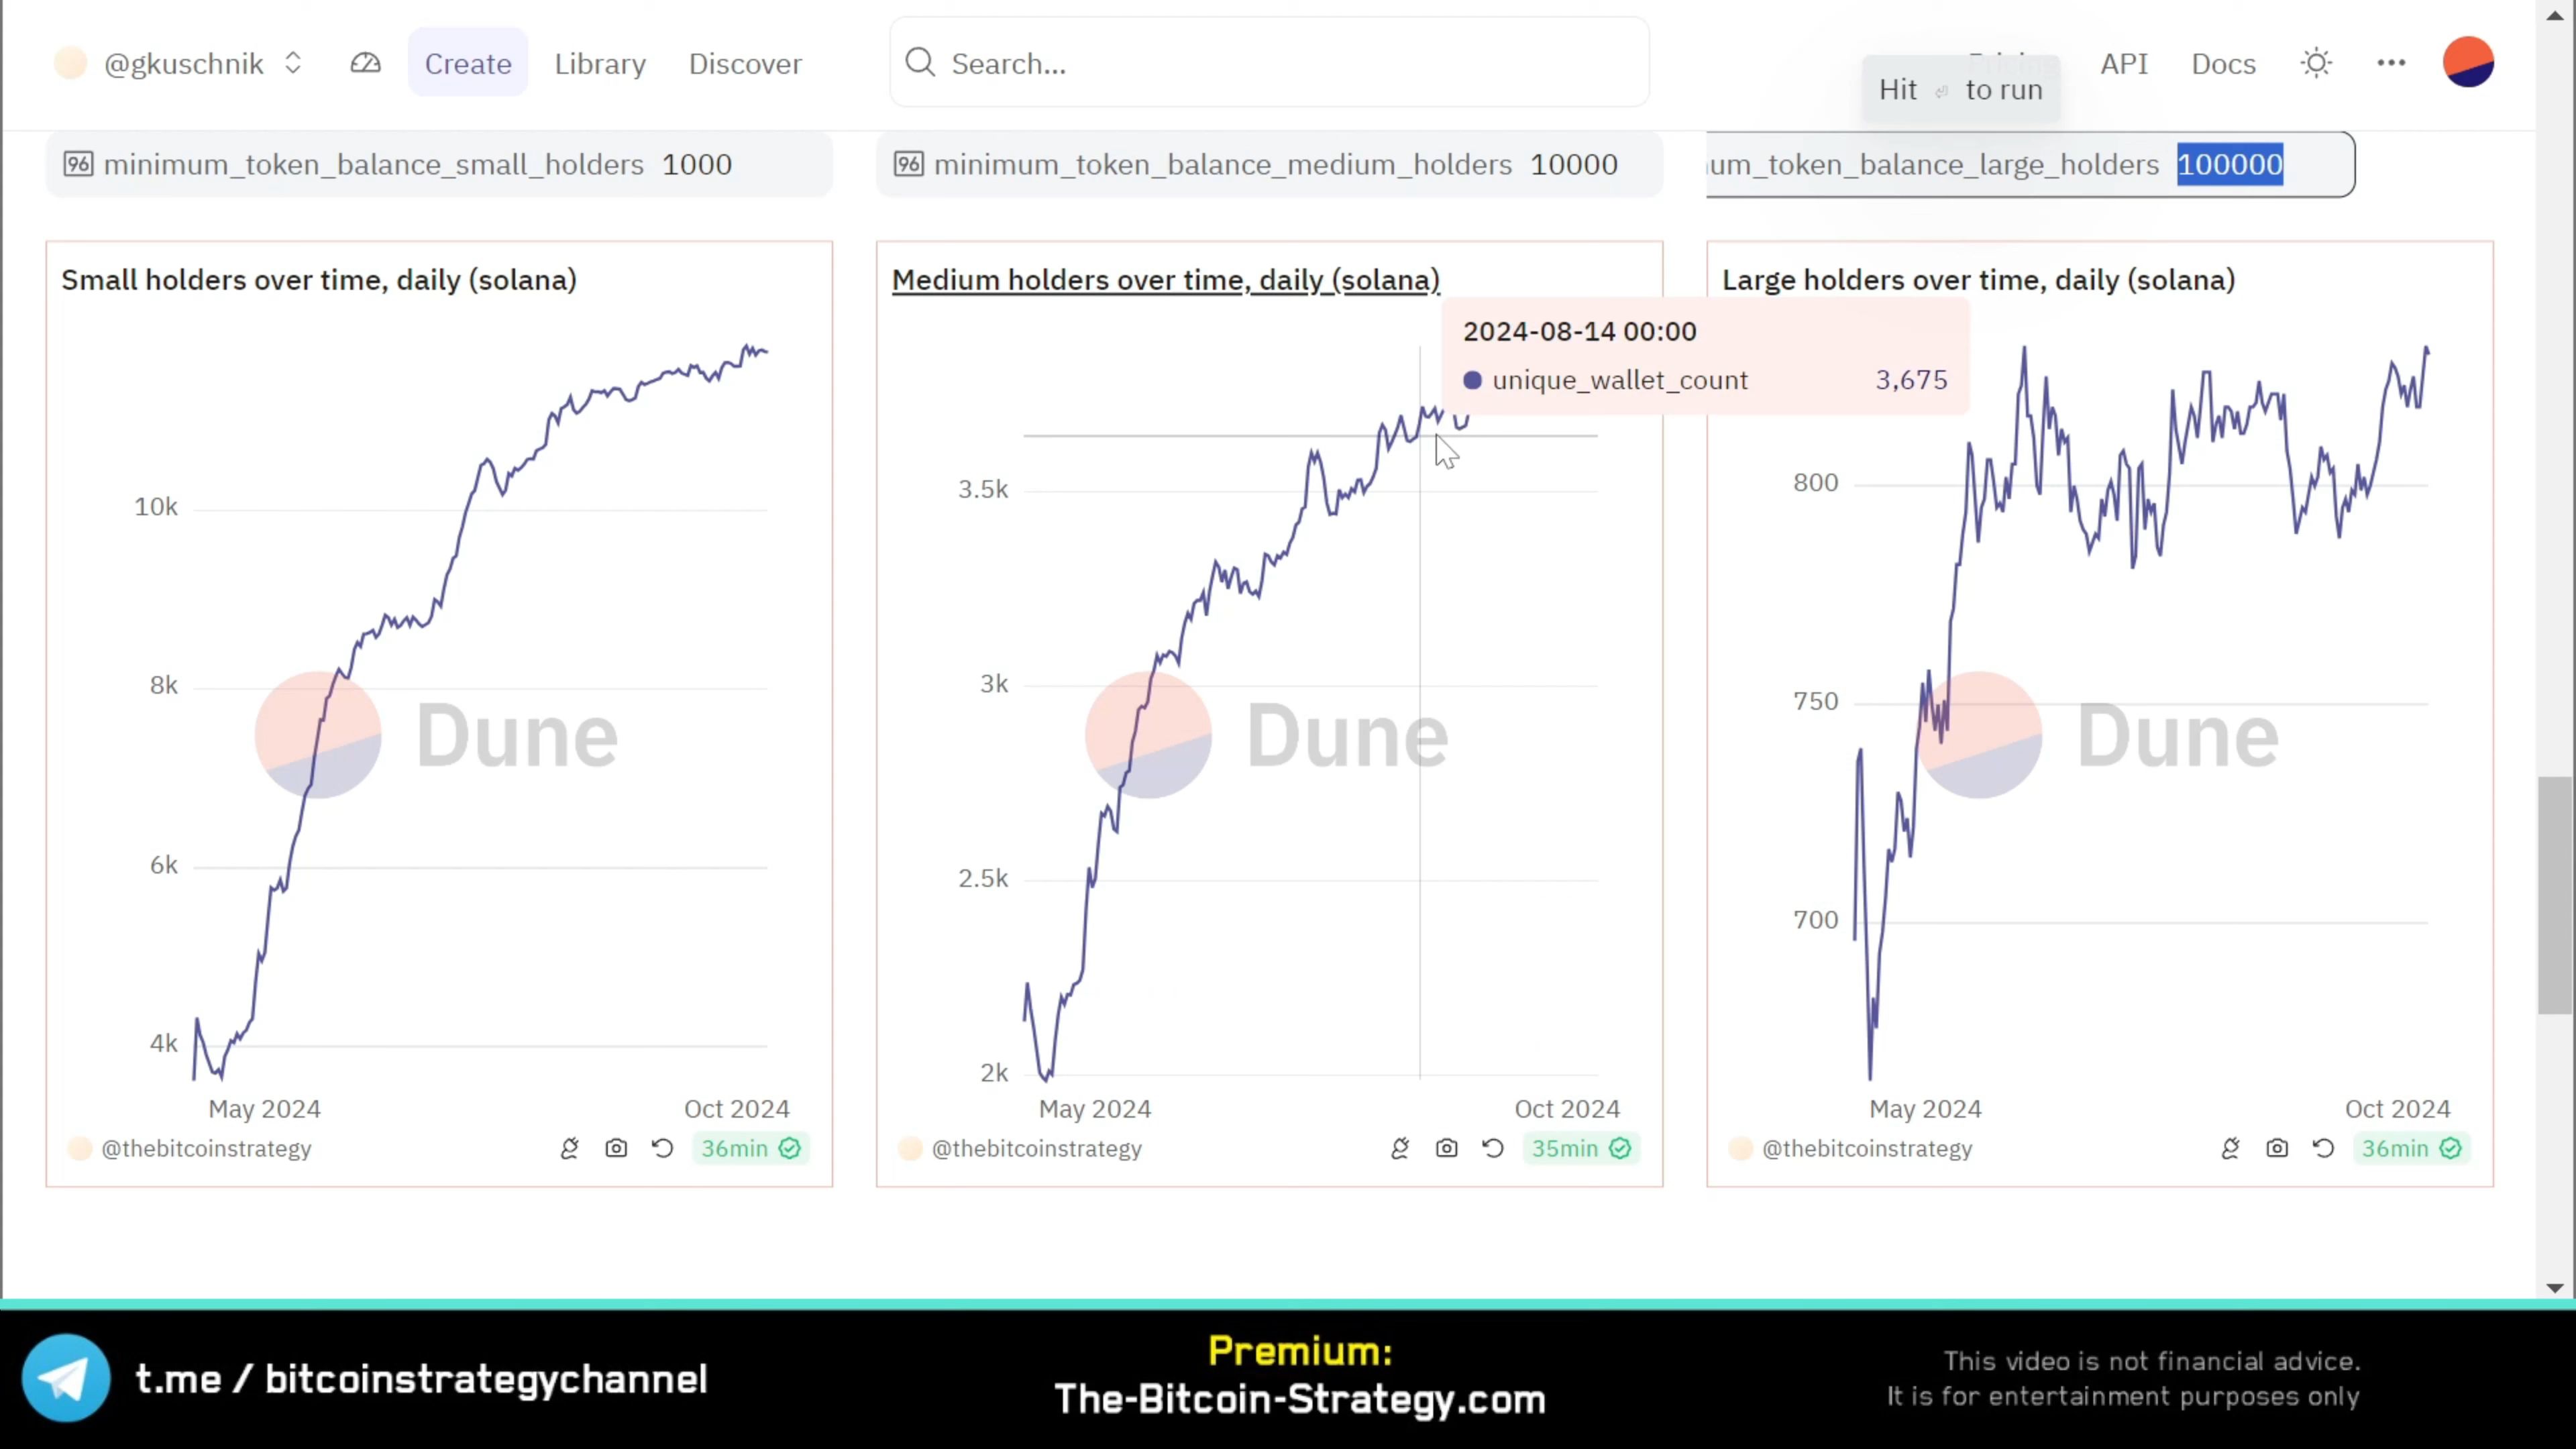 @gkuschnik Create Library Discover Search... API Docs
Hit to run
96 minimum_token_balance_small_holders 1000
96 minimum_token_balance_medium_holders 10000
um_token_balance_large_holders 100000
Small holders over time, daily (solana)
10k
8k
6k
4k
Dune
May 2024 Oct 2024
@thebitcoinstrategy 36min
Medium holders over time, daily (solana)
2024-08-14 00:00
unique_wallet_count 3,675
3.5k
3k
2.5k
2k
Dune
May 2024 Oct 2024
@thebitcoinstrategy 35min
Large holders over time, daily (solana)
800
750
700
Dune
May 2024 Oct 2024
@thebitcoinstrategy 36min
t.me / bitcoinstrategychannel
Premium:
The-Bitcoin-Strategy.com
This video is not financial advice.
It is for entertainment purposes only